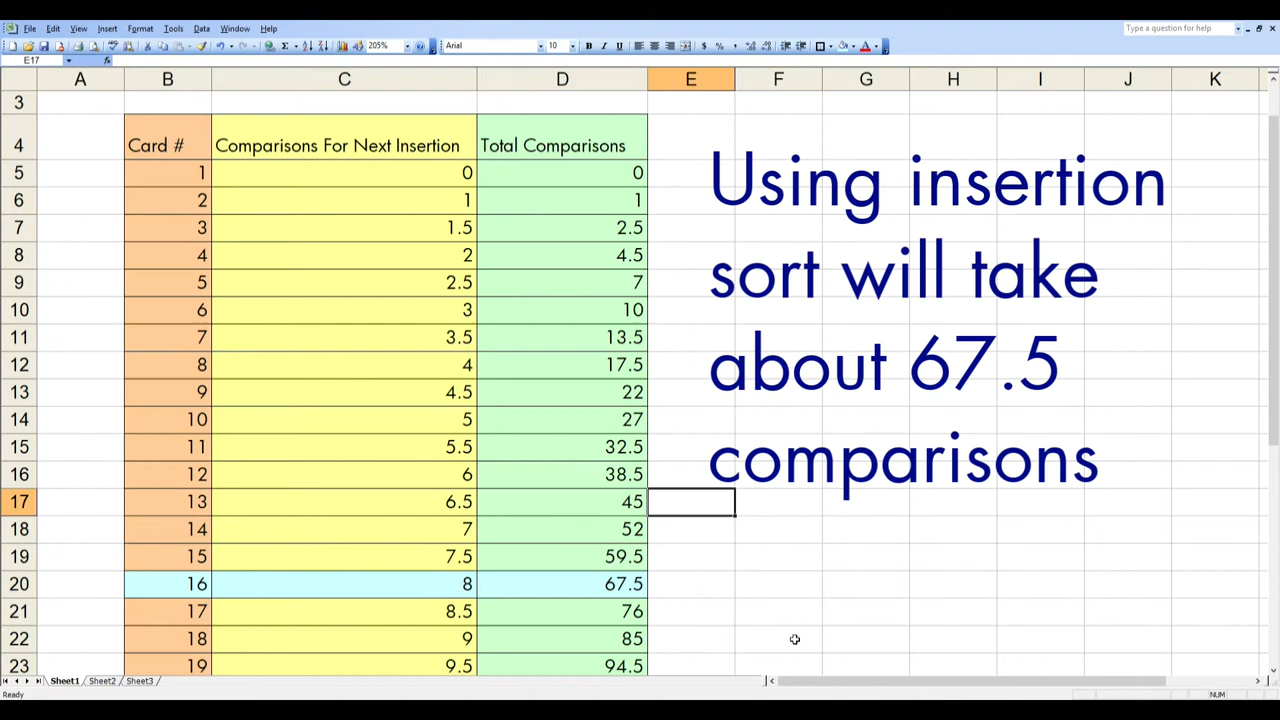 File Edit View Insert Format Tools Data Window Help Type a question for help
205% Arial 10 B I U $ % ,
E17 fx
A B C D E F G H I J K
3
4 Card # Comparisons For Next Insertion Total Comparisons
5 1 0 0
6 2 1 1
7 3 1.5 2.5
8 4 2 4.5
9 5 2.5 7
10 6 3 10
11 7 3.5 13.5
12 8 4 17.5
13 9 4.5 22
14 10 5 27
15 11 5.5 32.5
16 12 6 38.5
17 13 6.5 45
18 14 7 52
19 15 7.5 59.5
20 16 8 67.5
21 17 8.5 76
22 18 9 85
23 19 9.5 94.5
Using insertion
sort will take
about 67.5
comparisons
Sheet1 Sheet2 Sheet3
Ready NUM